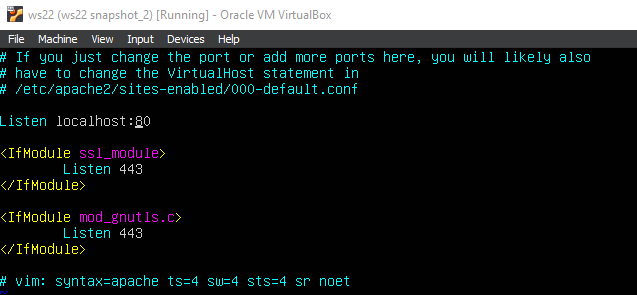 ws22 (ws22 snapshot_2) [Running] - Oracle VM VirtualBox
File Machine View Input Devices Help
# If you just change the port or add more ports here, you will likely also
# have to change the VirtualHost statement in
# /etc/apache2/sites-enabled/000-default.conf
Listen localhost:80
<IfModule ssl_module>
Listen 443
</IfModule>
<IfModule mod_gnutls.c>
Listen 443
</IfModule>
# vim: syntax=apache ts=4 sw=4 sts=4 sr noet